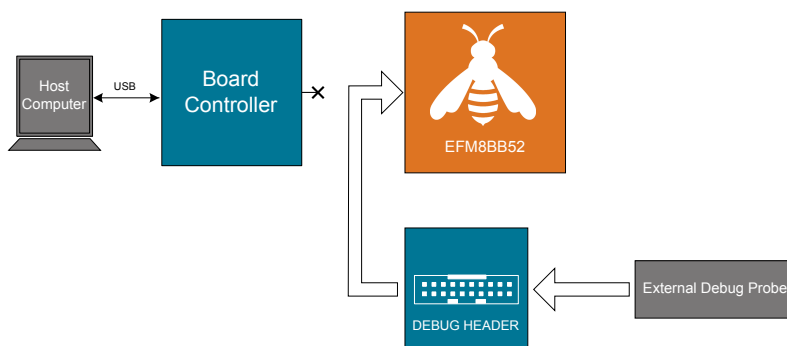 Host
Computer
USB
Board
Controller
EFM8BB52
External Debug Probe
DEBUG HEADER